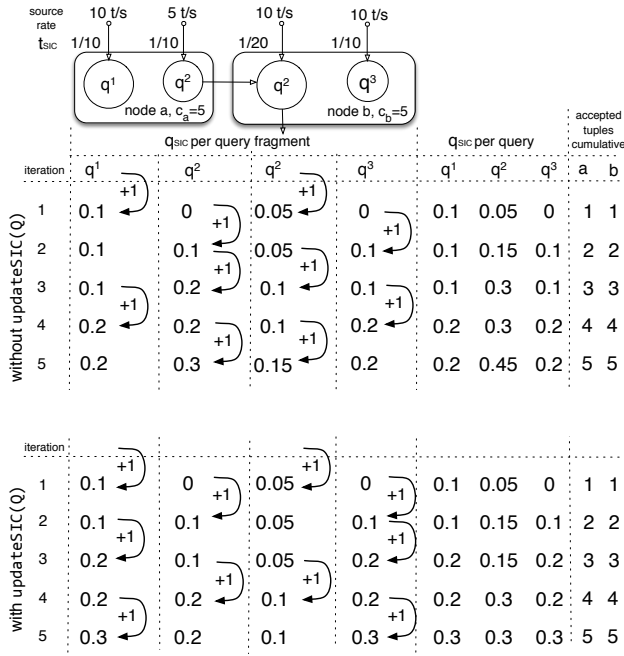 source rate 10 t/s 5 t/s 10 t/s 10 t/s
tSIC 1/10 1/10 1/20 1/10
q1 q2 q2 q3
node a, ca=5 node b, cb=5
qSIC per query fragment qSIC per query accepted tuples cumulative
iteration q1 q2 q2 q3 q1 q2 q3 a b
+1 +1
without updateSIC(Q)
1 0.1 0 0.05 0 0.1 0.05 0 1 1
+1 +1
2 0.1 0.1 0.05 0.1 0.1 0.15 0.1 2 2
+1 +1
3 0.1 0.2 0.1 0.1 0.1 0.3 0.1 3 3
+1 +1
4 0.2 0.2 0.1 0.2 0.2 0.3 0.2 4 4
+1 +1
5 0.2 0.3 0.15 0.2 0.2 0.45 0.2 5 5
iteration
+1 +1
with updateSIC(Q)
1 0.1 0 0.05 0 0.1 0.05 0 1 1
+1 +1
2 0.1 0.1 0.05 0.1 0.1 0.15 0.1 2 2
+1 +1
3 0.2 0.1 0.05 0.2 0.2 0.15 0.2 3 3
+1 +1
4 0.2 0.2 0.1 0.2 0.2 0.3 0.2 4 4
+1 +1
5 0.3 0.2 0.1 0.3 0.3 0.3 0.3 5 5